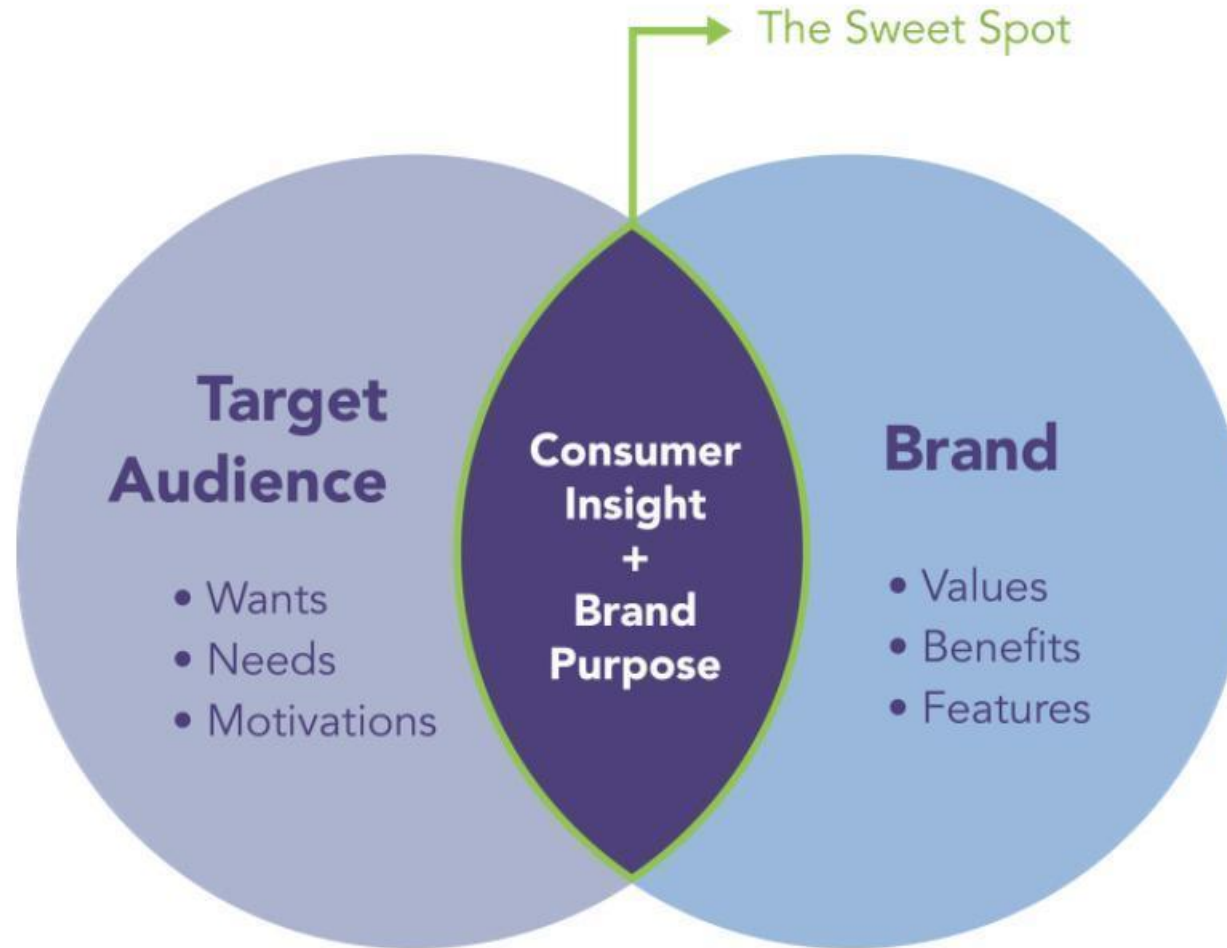 The Sweet Spot
Target
Audience
• Wants
• Needs
• Motivations
Consumer
Insight
+
Brand
Purpose
Brand
• Values
• Benefits
• Features